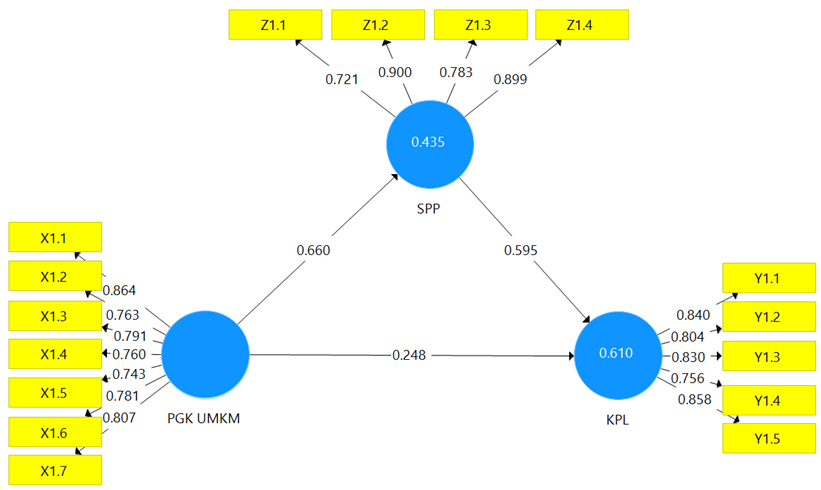 Z1.1 Z1.2 Z1.3 Z1.4
0.721 0.900 0.783 0.899
0.435
SPP
0.660 0.595
X1.1
X1.2
X1.3
X1.4
X1.5
X1.6
X1.7
0.864
0.763
0.791
0.760
0.743
0.781
0.807
PGK UMKM
0.248
0.610
KPL
0.840
0.804
0.830
0.756
0.858
Y1.1
Y1.2
Y1.3
Y1.4
Y1.5